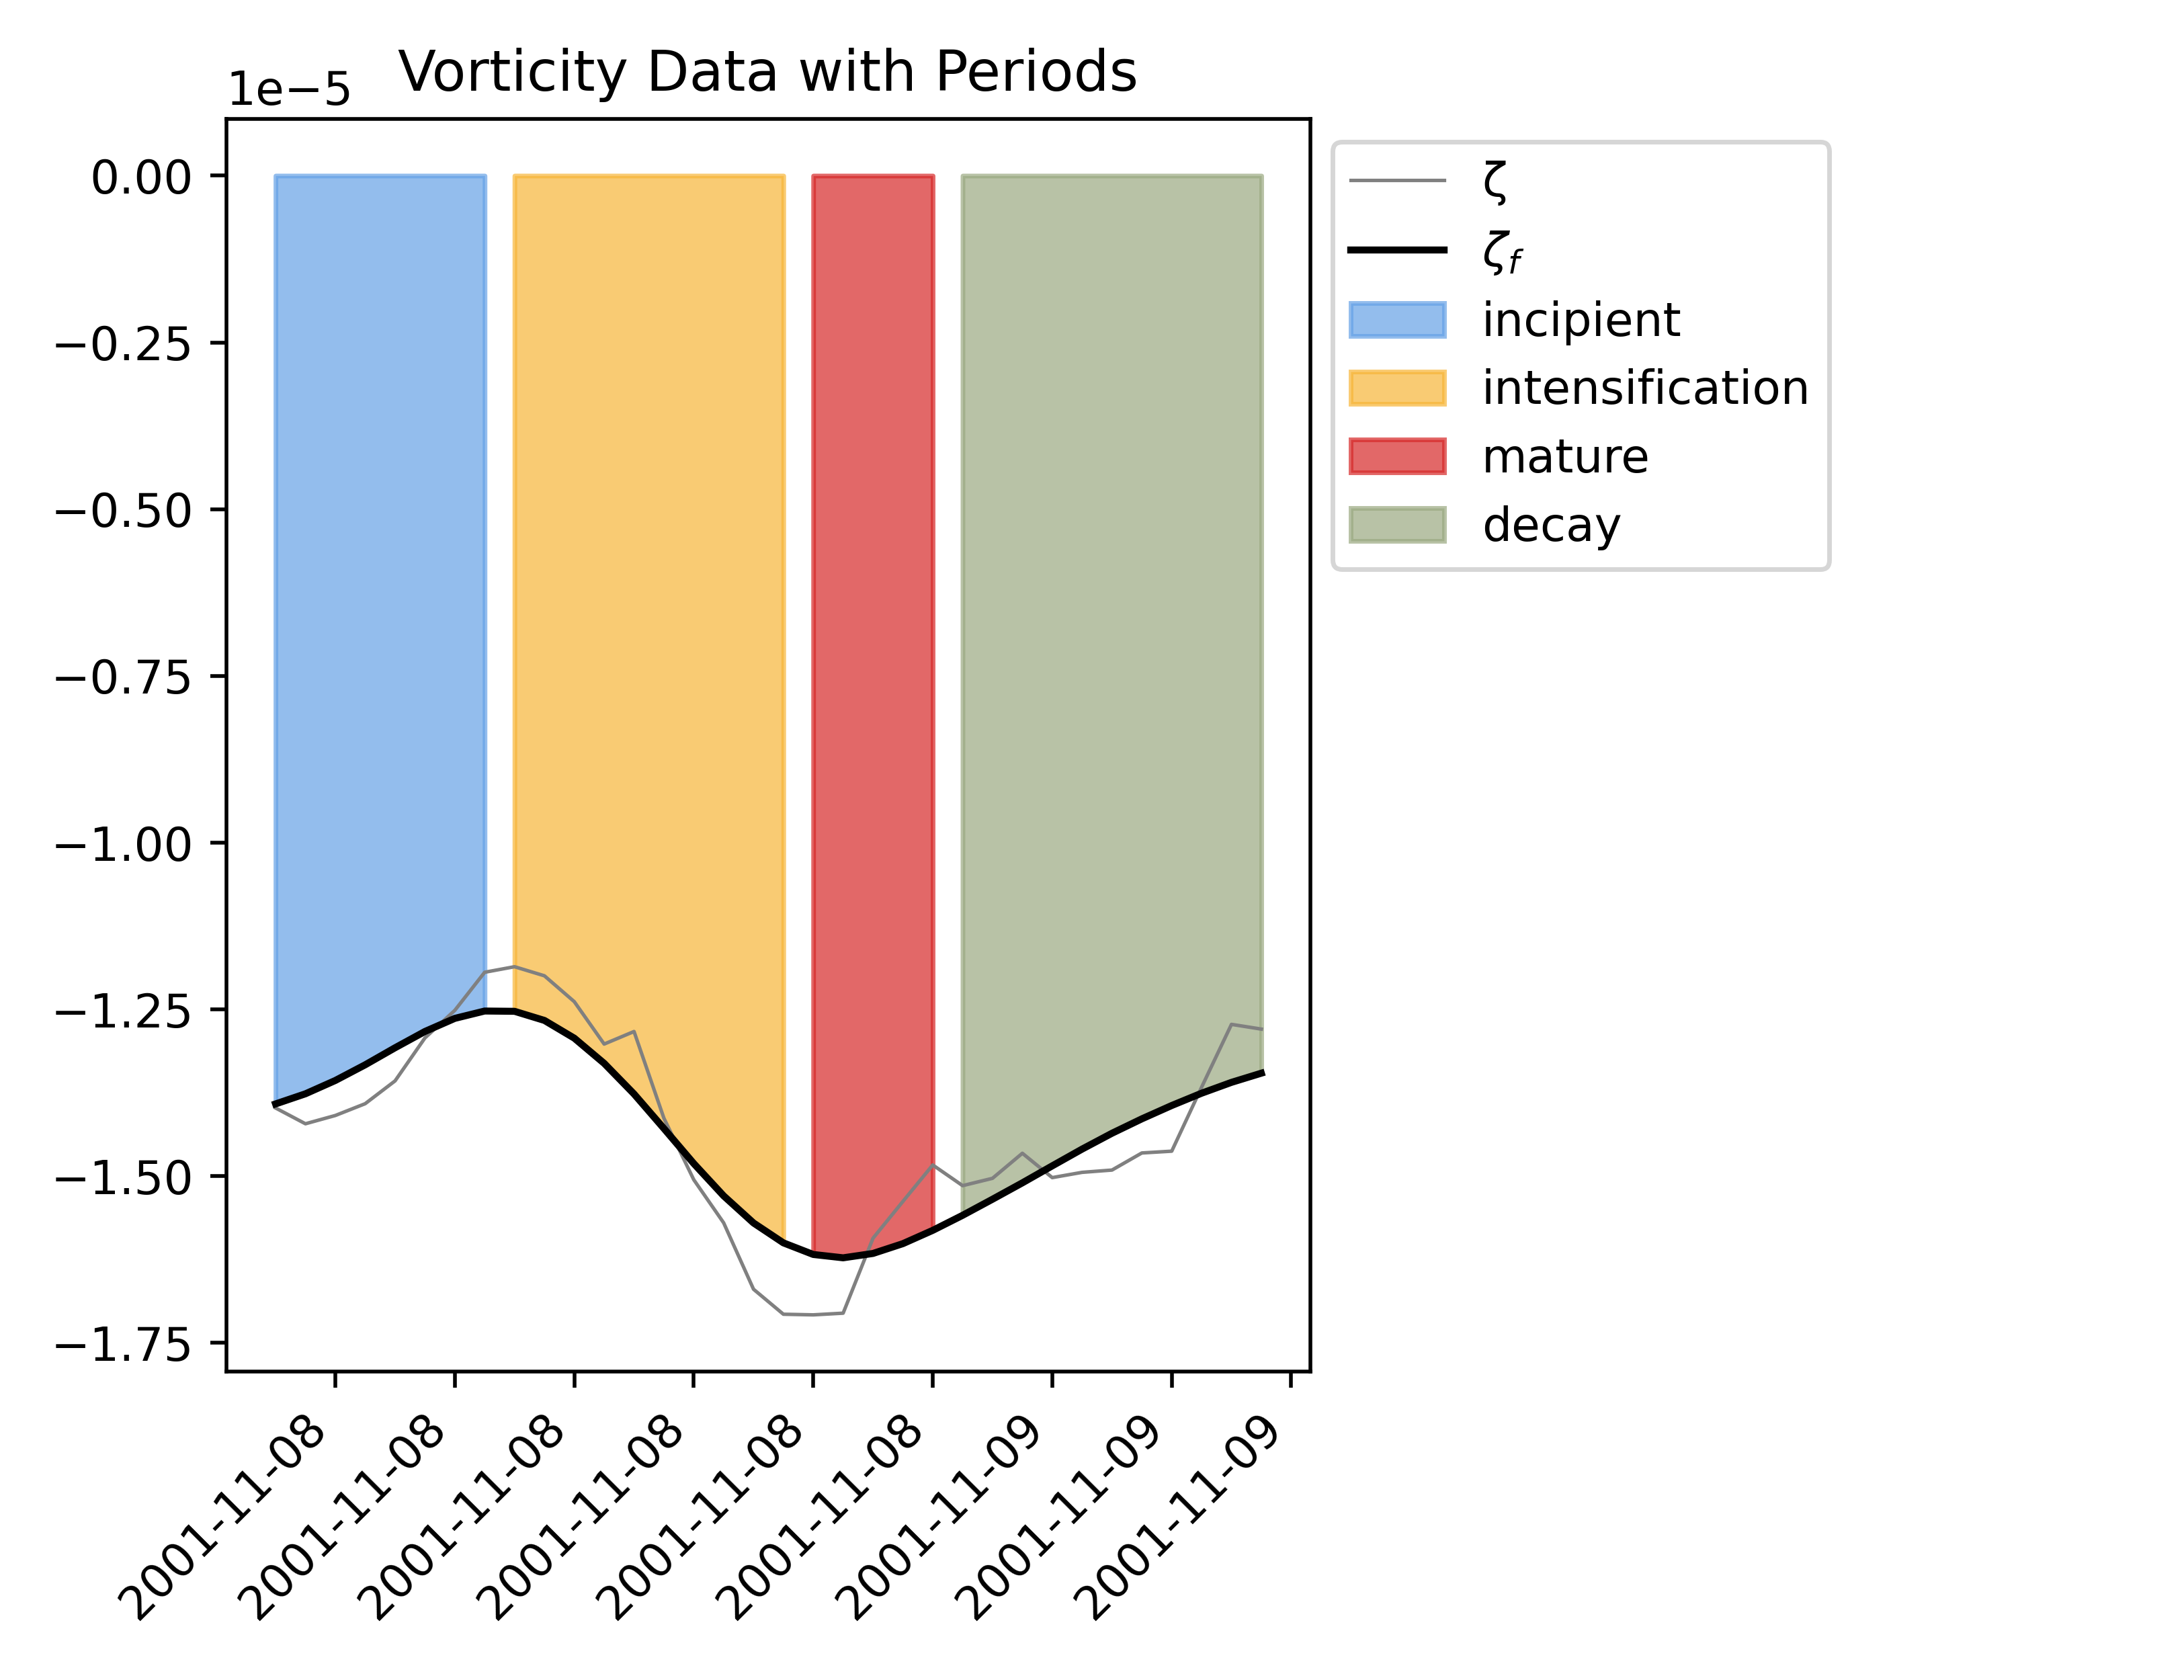 Vorticity Data with Periods
1e−5
0.00
−0.25
−0.50
−0.75
−1.00
−1.25
−1.50
−1.75
2001-11-08
2001-11-08
2001-11-08
2001-11-08
2001-11-08
2001-11-08
2001-11-09
2001-11-09
2001-11-09
ζ
ζf
incipient
intensification
mature
decay